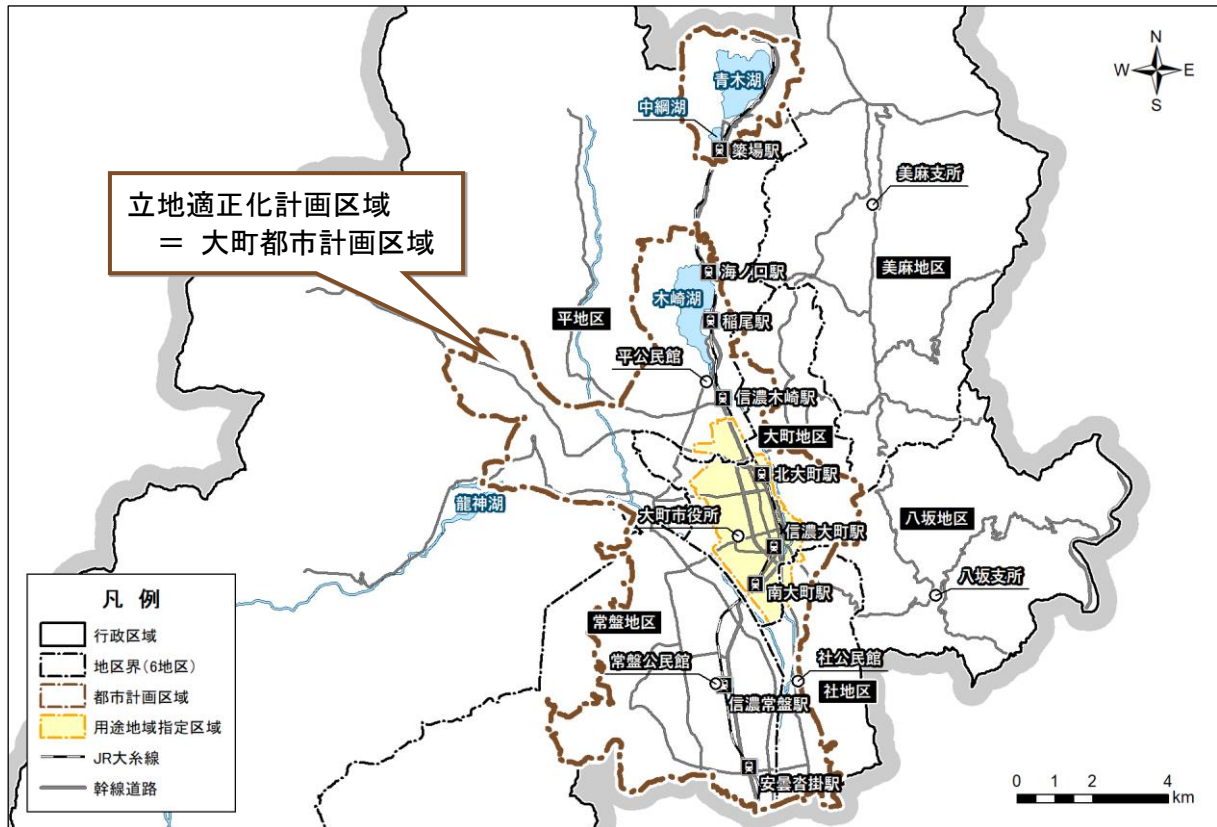 N
W E
S
青木湖
中綱湖
簗場駅
美麻支所
立地適正化計画区域
＝ 大町都市計画区域
海ノ口駅
美麻地区
木崎湖
平地区
稲尾駅
平公民館
信濃木崎駅
大町地区
北大町駅
龍神湖
大町市役所
信濃大町駅
八坂地区
八坂支所
南大町駅
常盤地区
常盤公民館
社公民館
社地区
信濃常盤駅
安曇沓掛駅
凡 例
行政区域
地区界（6地区）
都市計画区域
用途地域指定区域
JR大糸線
幹線道路
0 1 2 4
km